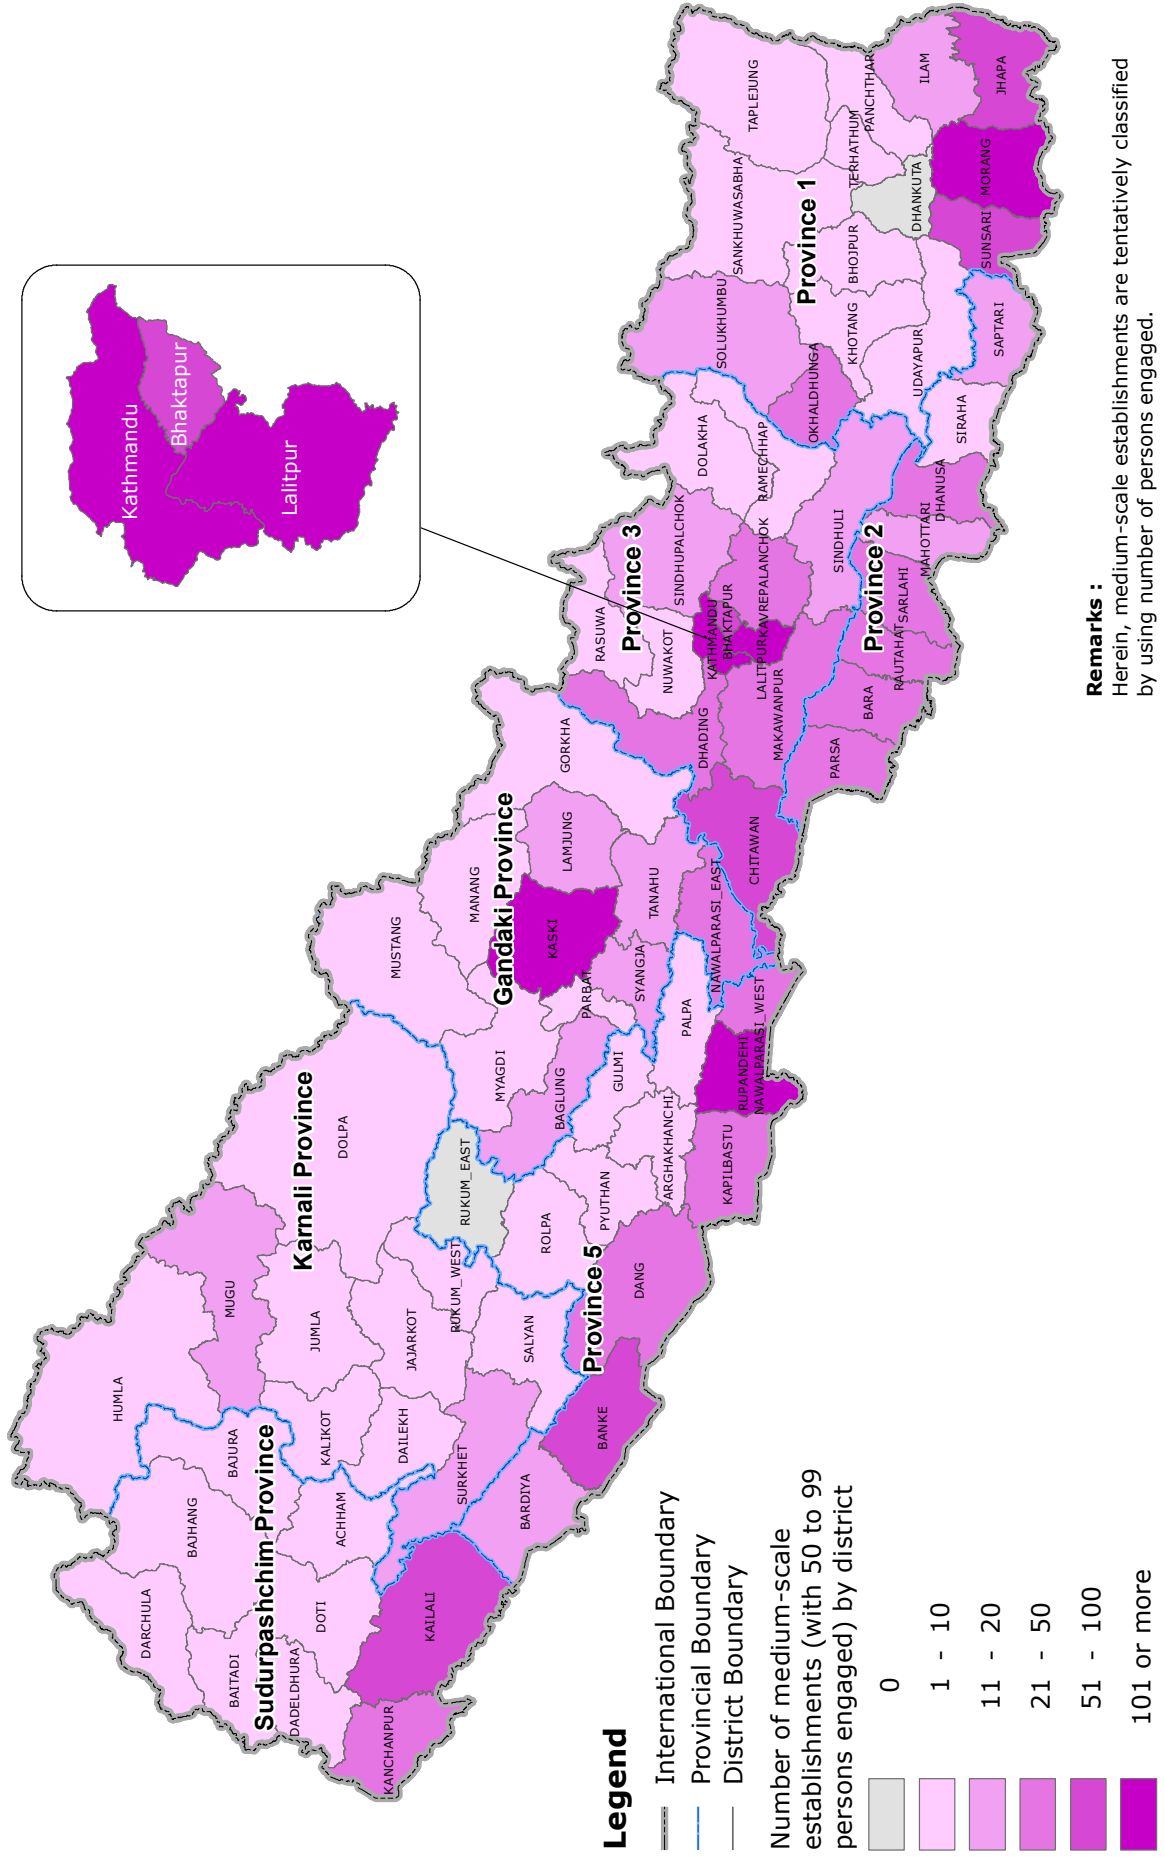 Kathmandu
Bhaktapur
Lalitpur
Sudurpashchim Province
Karnali Province
Gandaki Province
Province 5
Province 3
Province 2
Province 1
DARCHULA
BAJHANG
HUMLA
BAITADI
BAJURA
MUGU
DADELDHURA
DOTI
ACHHAM
KALIKOT
JUMLA
DOLPA
KANCHANPUR
KAILALI
DAILEKH
JAJARKOT
SURKHET
RUKUM_WEST
RUKUM_EAST
SALYAN
BARDIYA
BANKE
DANG
ROLPA
PYUTHAN
MUSTANG
MANANG
MYAGDI
KASKI
LAMJUNG
GORKHA
BAGLUNG
PARBAT
GULMI
SYANGJA
TANAHU
ARGHAKHANCHI
PALPA
NAWALPARASI_EAST
KAPILBASTU
RUPANDEHI
NAWALPARASI_WEST
CHITAWAN
RASUWA
NUWAKOT
DHADING
SINDHUPALCHOK
DOLAKHA
KATHMANDU
BHAKTAPUR
LALITPUR
KAVREPALANCHOK
RAMECHHAP
MAKAWANPUR
SINDHULI
PARSA
BARA
RAUTAHAT
SARLAHI
MAHOTTARI
DHANUSA
SIRAHA
SAPTARI
SOLUKHUMBU
SANKHUWASABHA
TAPLEJUNG
OKHALDHUNGA
KHOTANG
BHOJPUR
TERHATHUM
PANCHTHAR
ILAM
UDAYAPUR
DHANKUTA
SUNSARI
MORANG
JHAPA
Legend
International Boundary
Provincial Boundary
District Boundary
Number of medium-scale
establishments (with 50 to 99
persons engaged) by district
0
1 - 10
11 - 20
21 - 50
51 - 100
101 or more
Remarks :
Herein, medium-scale establishments are tentatively classified
by using number of persons engaged.